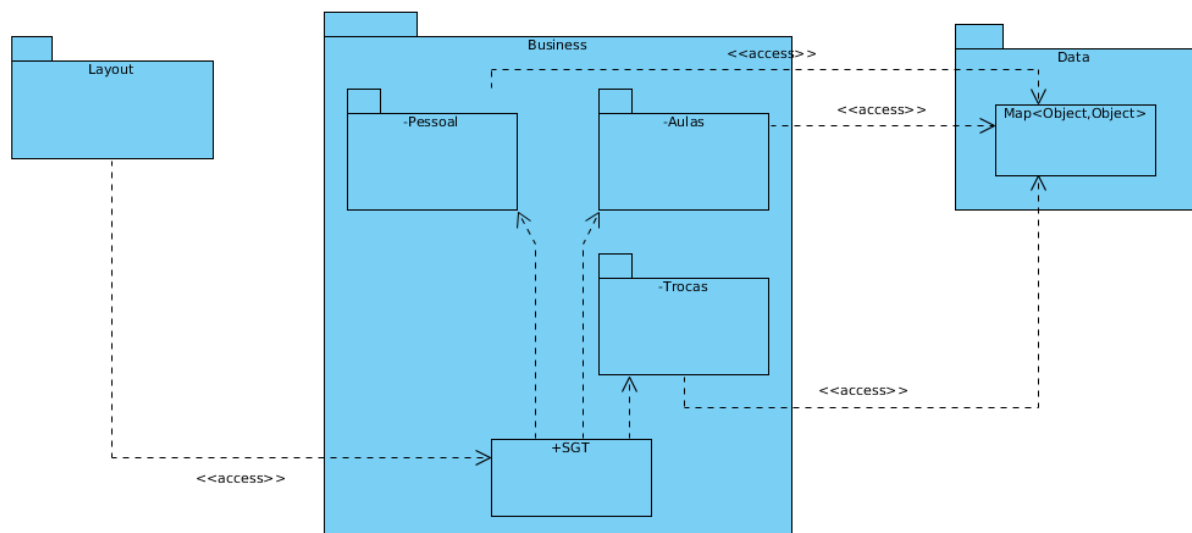 Business
<<access>>
Data
Layout
-Pessoal
-Aulas
<<access>>
Map<Object,Object>
-Trocas
<<access>>
+SGT
<<access>>